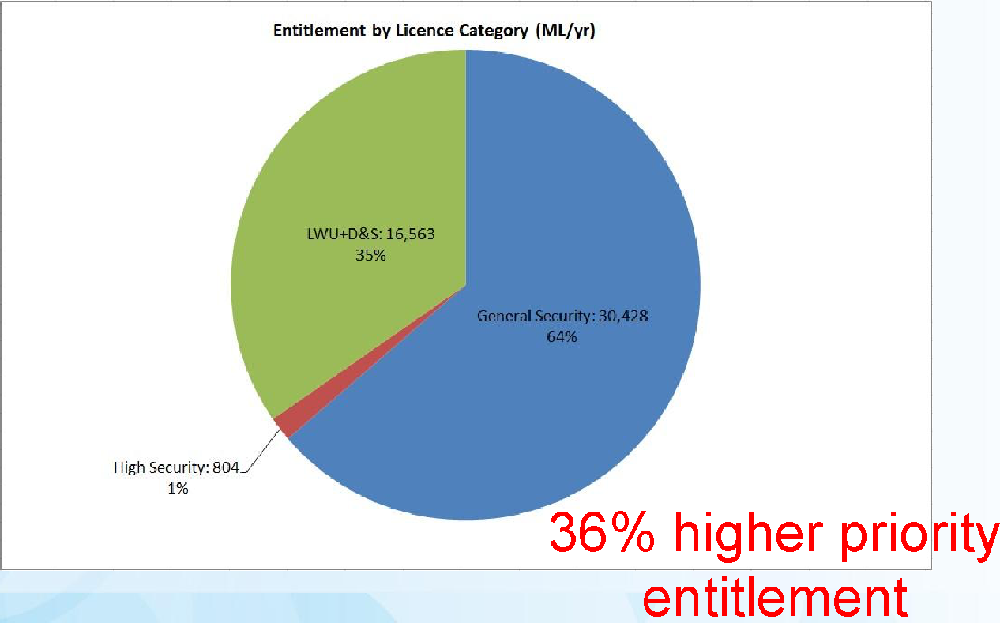 Entitlement by Licence Category (ML/yr)
LWU+D&S: 16,563
35%
General Security: 30,428
64%
High Security: 804
1%
36% higher priority
entitlement